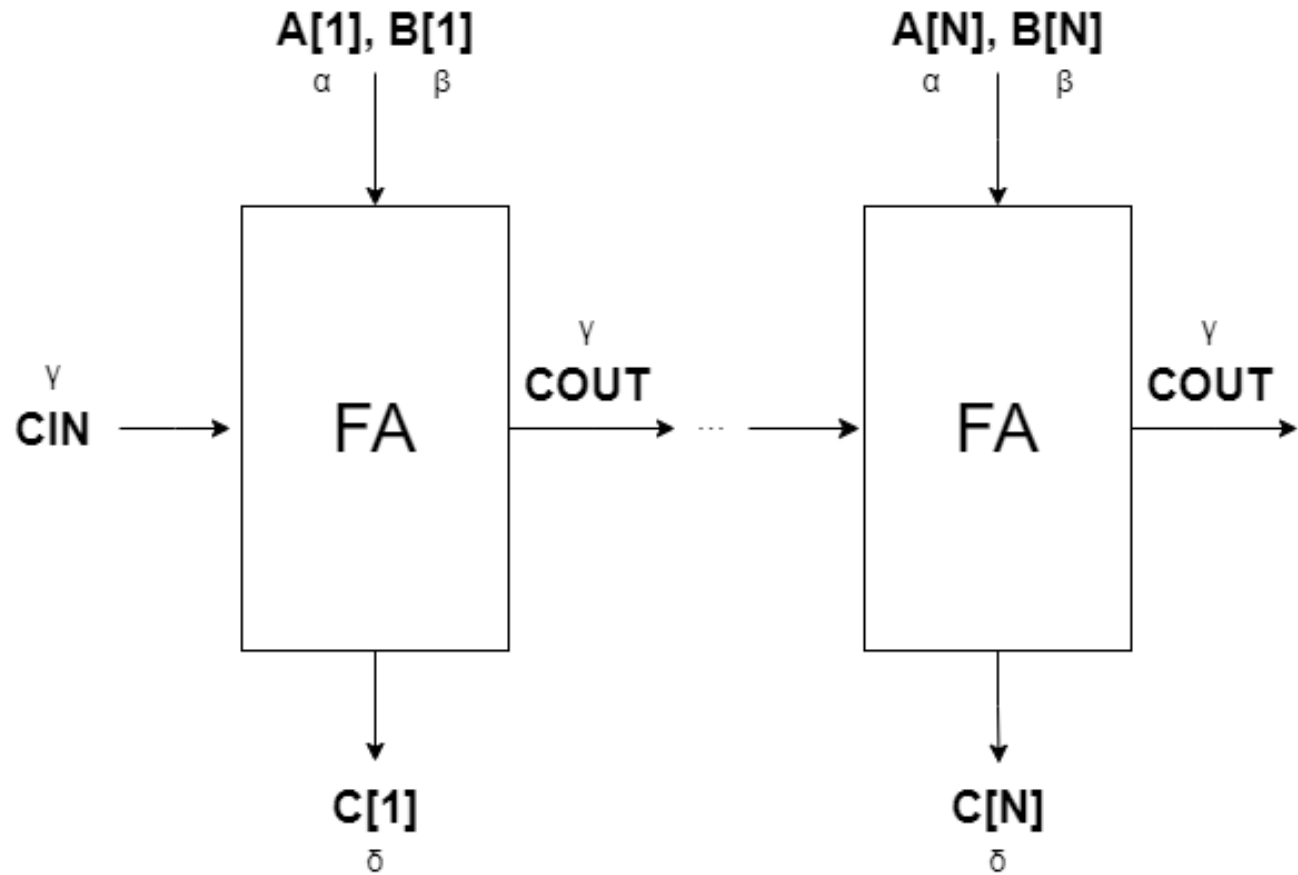 A[1], B[1]
α β
A[N], B[N]
α β
γ
CIN
FA
γ
COUT
...
FA
γ
COUT
C[1]
δ
C[N]
δ